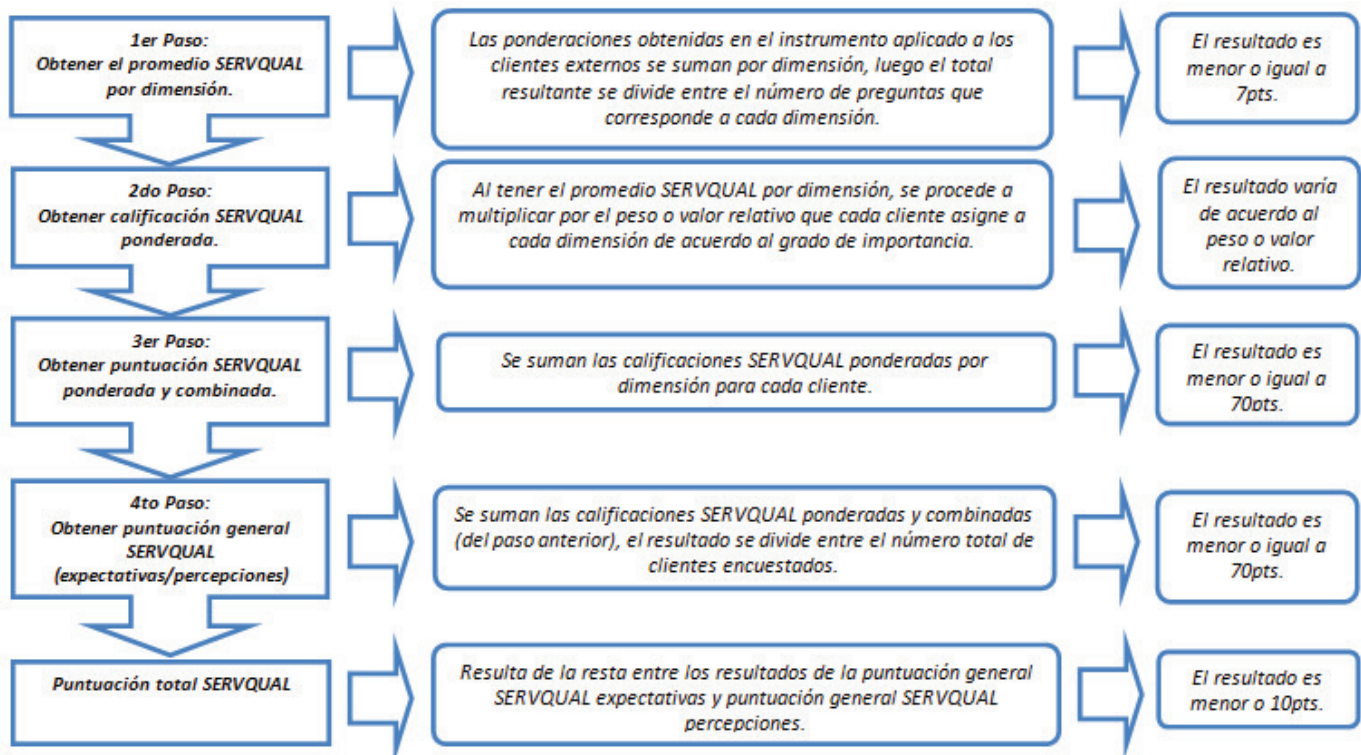 1er Paso:
Obtener el promedio SERVQUAL
por dimensión.
Las ponderaciones obtenidas en el instrumento aplicado a los
clientes externos se suman por dimensión, luego el total
resultante se divide entre el número de preguntas que
corresponde a cada dimensión.
El resultado es
menor o igual a
7pts.
2do Paso:
Obtener calificación SERVQUAL
ponderada.
Al tener el promedio SERVQUAL por dimensión, se procede a
multiplicar por el peso o valor relativo que cada cliente asigne a
cada dimensión de acuerdo al grado de importancia.
El resultado varía
de acuerdo al
peso o valor
relativo.
3er Paso:
Obtener puntuación SERVQUAL
ponderada y combinada.
Se suman las calificaciones SERVQUAL ponderadas por
dimensión para cada cliente.
El resultado es
menor o igual a
70pts.
4to Paso:
Obtener puntuación general
SERVQUAL
(expectativas/percepciones)
Se suman las calificaciones SERVQUAL ponderadas y combinadas
(del paso anterior), el resultado se divide entre el número total de
clientes encuestados.
El resultado es
menor o igual a
70pts.
Puntuación total SERVQUAL
Resulta de la resta entre los resultados de la puntuación general
SERVQUAL expectativas y puntuación general SERVQUAL
percepciones.
El resultado es
menor o 10pts.